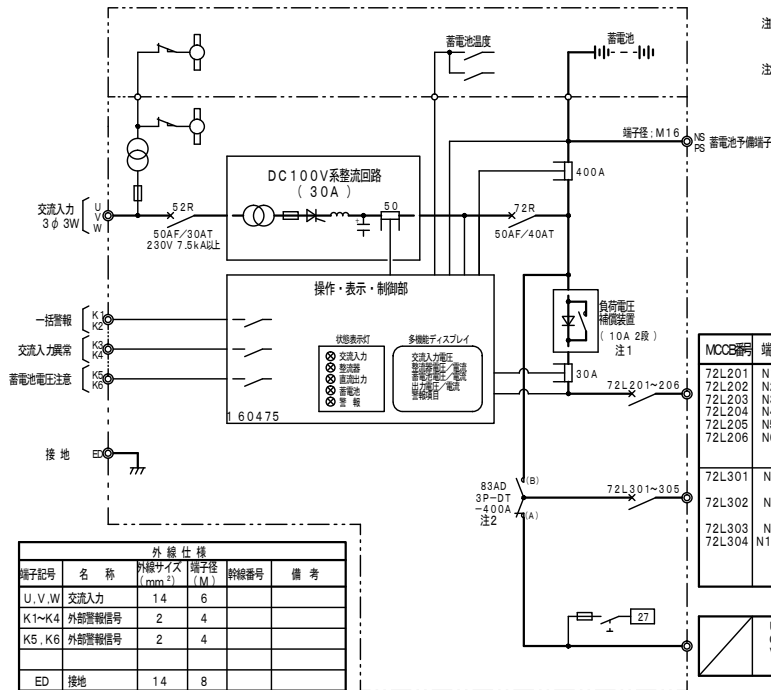 注
注
蓄電池温度
蓄電池
端子径;M16
NS
PS
蓄電池予備端子
DC100V系整流回路
(30A)
400A
交流入力
3φ3W
U
V
W
52R
50AF/30AT
230V 7.5kA以上
50
72R
50AF/40AT
操作・表示・制御部
負荷電圧
補償装置
(10A 2段)
注1
一括警報
K1
K2
交流入力異常
K3
K4
蓄電池電圧注意
K5
K6
状態表示灯
交流入力
整流器
直流出力
蓄電池
警報
多機能ディスプレイ
交流入力電圧
整流器電圧/電流
蓄電池電圧/電流
出力電圧/電流
警報項目
160475
30A
72L201~206
接地
ED
83AD
3P-DT
-400A
注2
(B)
(A)
72L301~305
27
MCCB番号 端
72L201 N
72L202 N
72L203 N
72L204 N
72L205 N
72L206 N
72L301 N
72L302 N
72L303 N
72L304 N1
外線仕様
端子記号 名称 外線サイズ(mm²) 端子径(M) 幹線番号 備考
U,V,W 交流入力 14 6
K1~K4 外部警報信号 2 4
K5,K6 外部警報信号 2 4
ED 接地 14 8